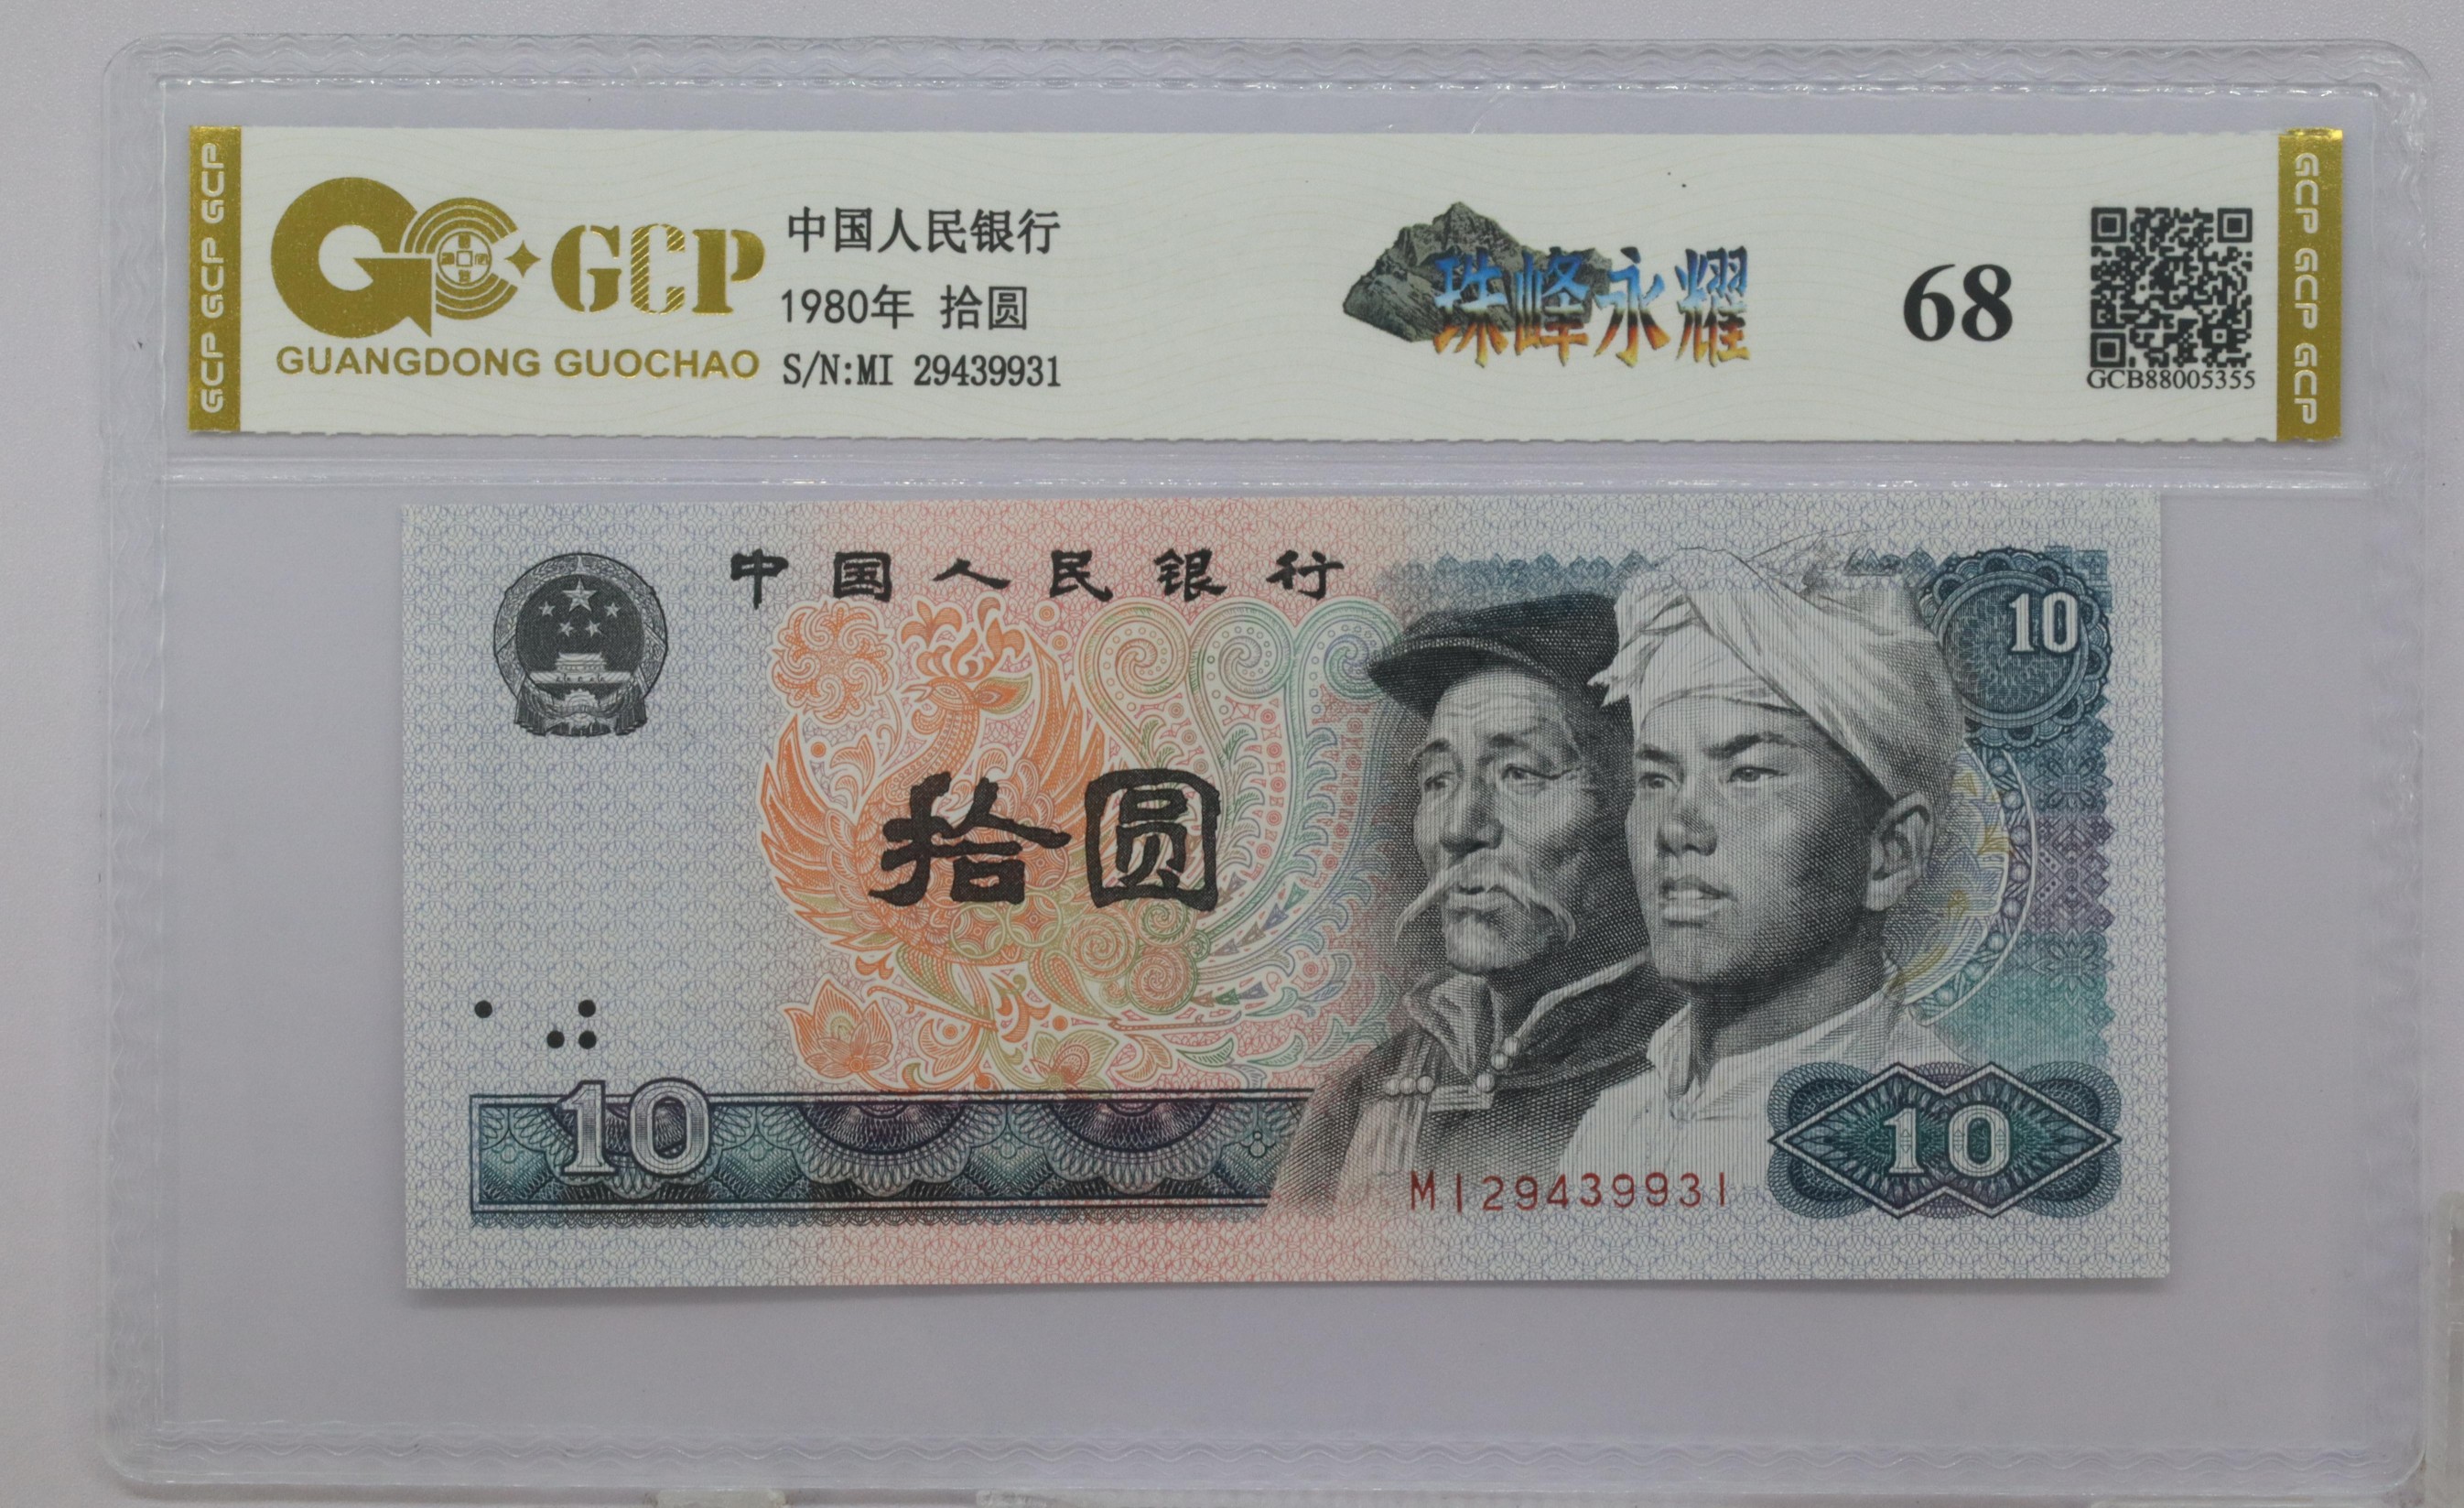 GCP GCP GCP
GCP
GUANGDONG GUOCHAO
中国人民银行
1980年 拾圆
S/N:MI 29439931
珠峰永耀
68
GCB88005355
GCP GCP GCP
中国人民银行
10
拾圆
10
MI29439931
10